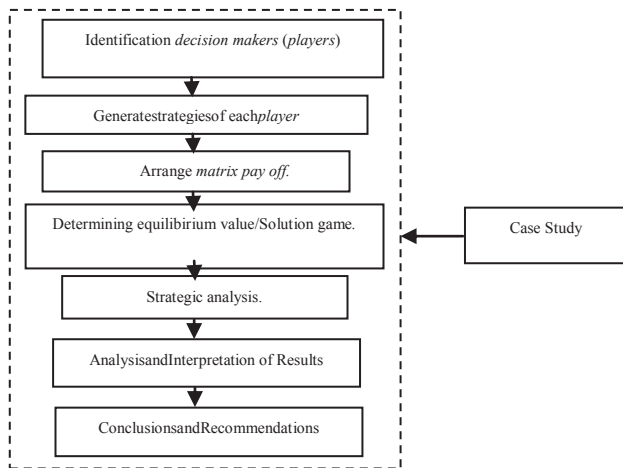 Identification decision makers (players)
Generatestrategiesof eachplayer
Arrange matrix pay off.
Determining equilibirium value/Solution game.
Case Study
Strategic analysis.
AnalysisandInterpretation of Results
ConclusionsandRecommendations